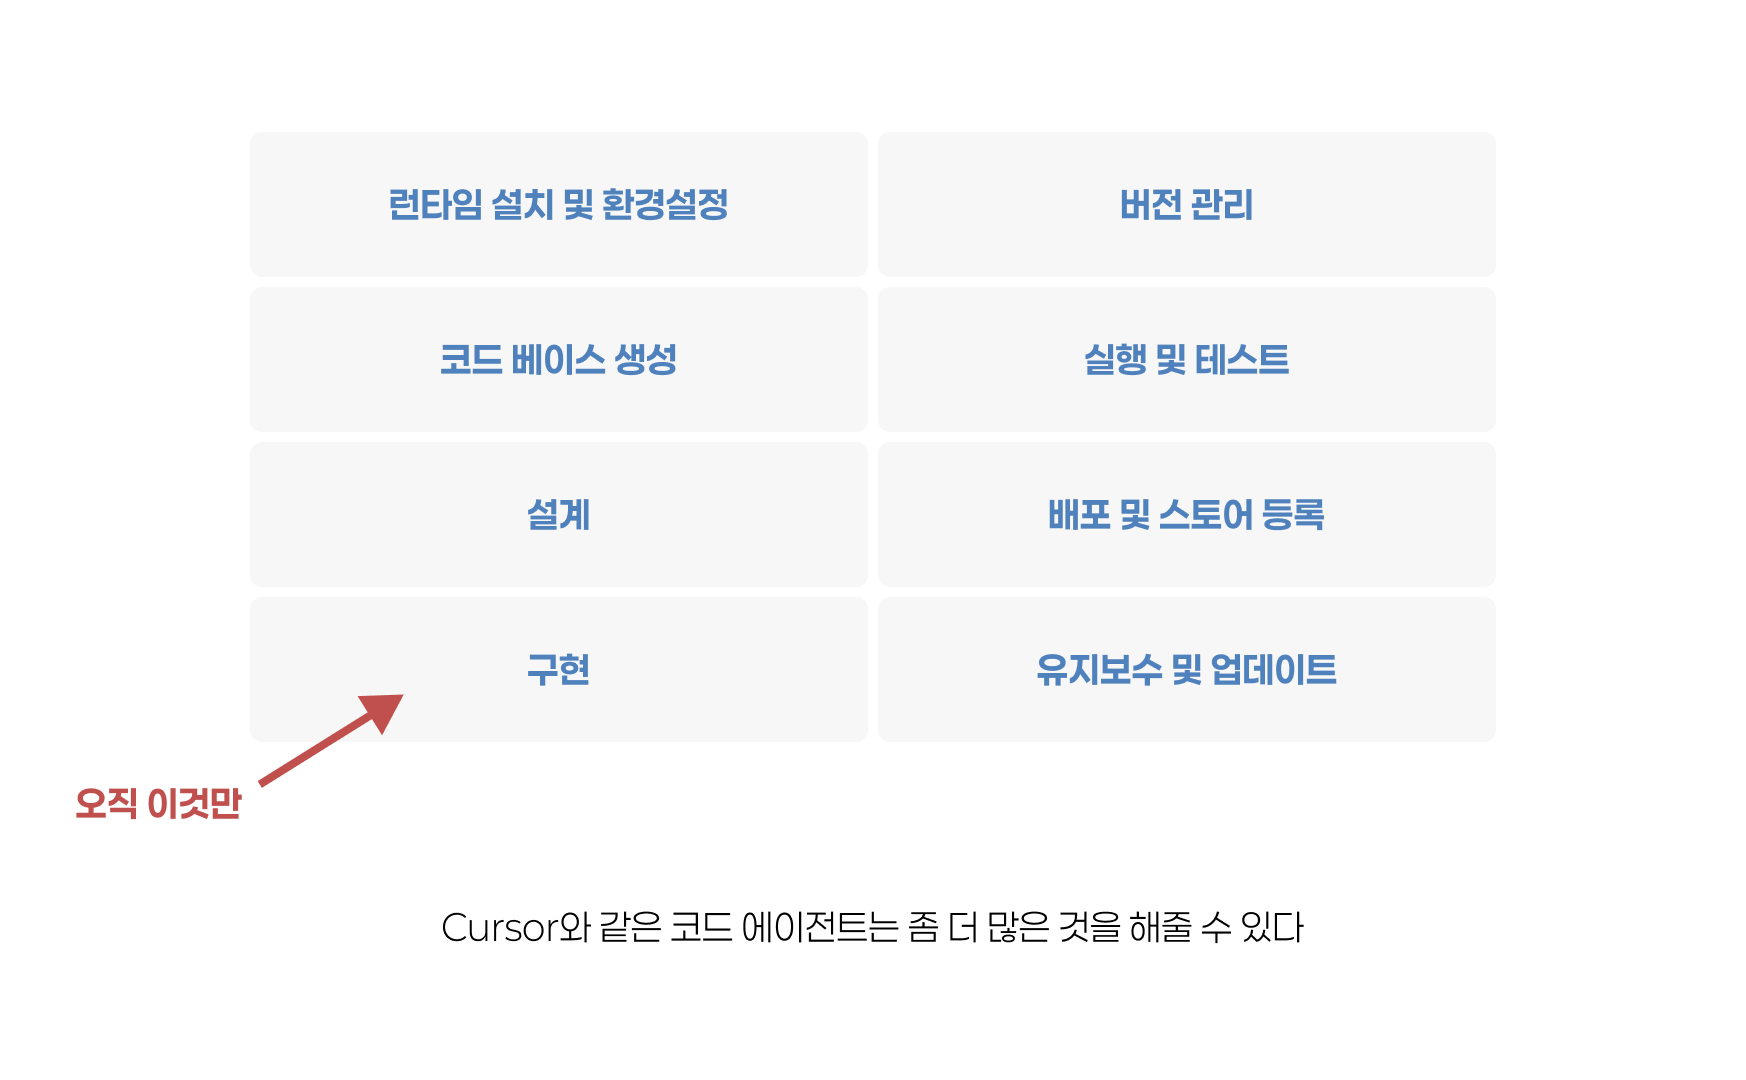 런타임 설치 및 환경설정
버전 관리
코드 베이스 생성
실행 및 테스트
설계
배포 및 스토어 등록
구현
유지보수 및 업데이트
오직 이것만
Cursor와 같은 코드 에이전트는 좀 더 많은 것을 해줄 수 있다